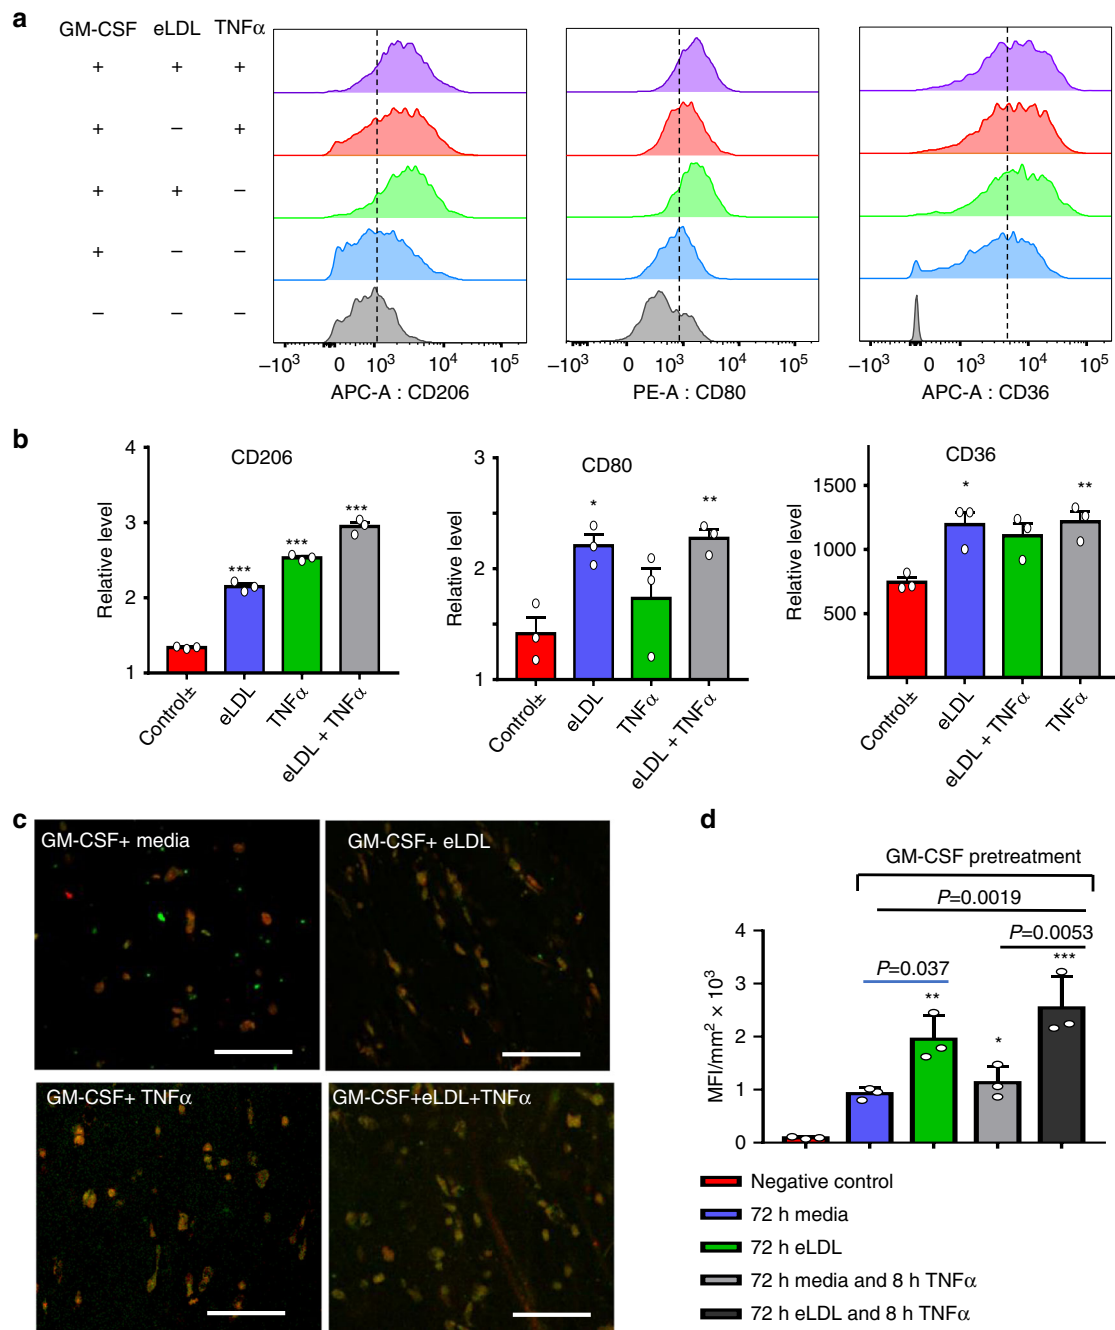 a
GM-CSF eLDL TNFα
+ + +
+ − +
+ + −
+ − −
− − −
−10³ 0 10³ 10⁴ 10⁵
APC-A : CD206
−10³ 0 10³ 10⁴ 10⁵
PE-A : CD80
−10³ 0 10³ 10⁴ 10⁵
APC-A : CD36
b
CD206
Relative level
4
3
2
1
***
***
***
Control±
eLDL
TNFα
eLDL + TNFα
CD80
Relative level
3
2
1
*
**
Control±
eLDL
TNFα
eLDL + TNFα
CD36
Relative level
1500
1000
500
*
**
Control±
eLDL
eLDL + TNFα
TNFα
c
GM-CSF+ media
GM-CSF+ eLDL
GM-CSF+ TNFα
GM-CSF+eLDL+TNFα
d
GM-CSF pretreatment
P=0.0019
P=0.0053
P=0.037
***
**
*
MFI/mm² × 10³
4
3
2
1
0
Negative control
72 h media
72 h eLDL
72 h media and 8 h TNFα
72 h eLDL and 8 h TNFα